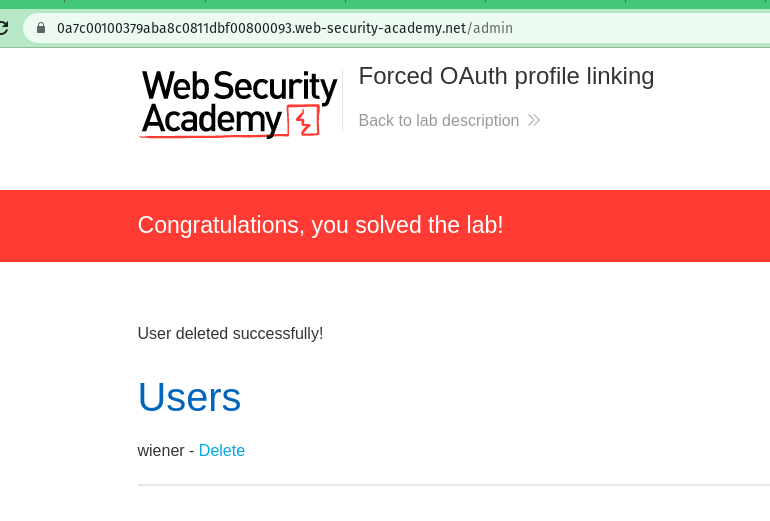 0a7c00100379aba8c0811dbf00800093.web-security-academy.net/admin
Web Security
Academy
Forced OAuth profile linking
Back to lab description
Congratulations, you solved the lab!
User deleted successfully!
Users
wiener - Delete